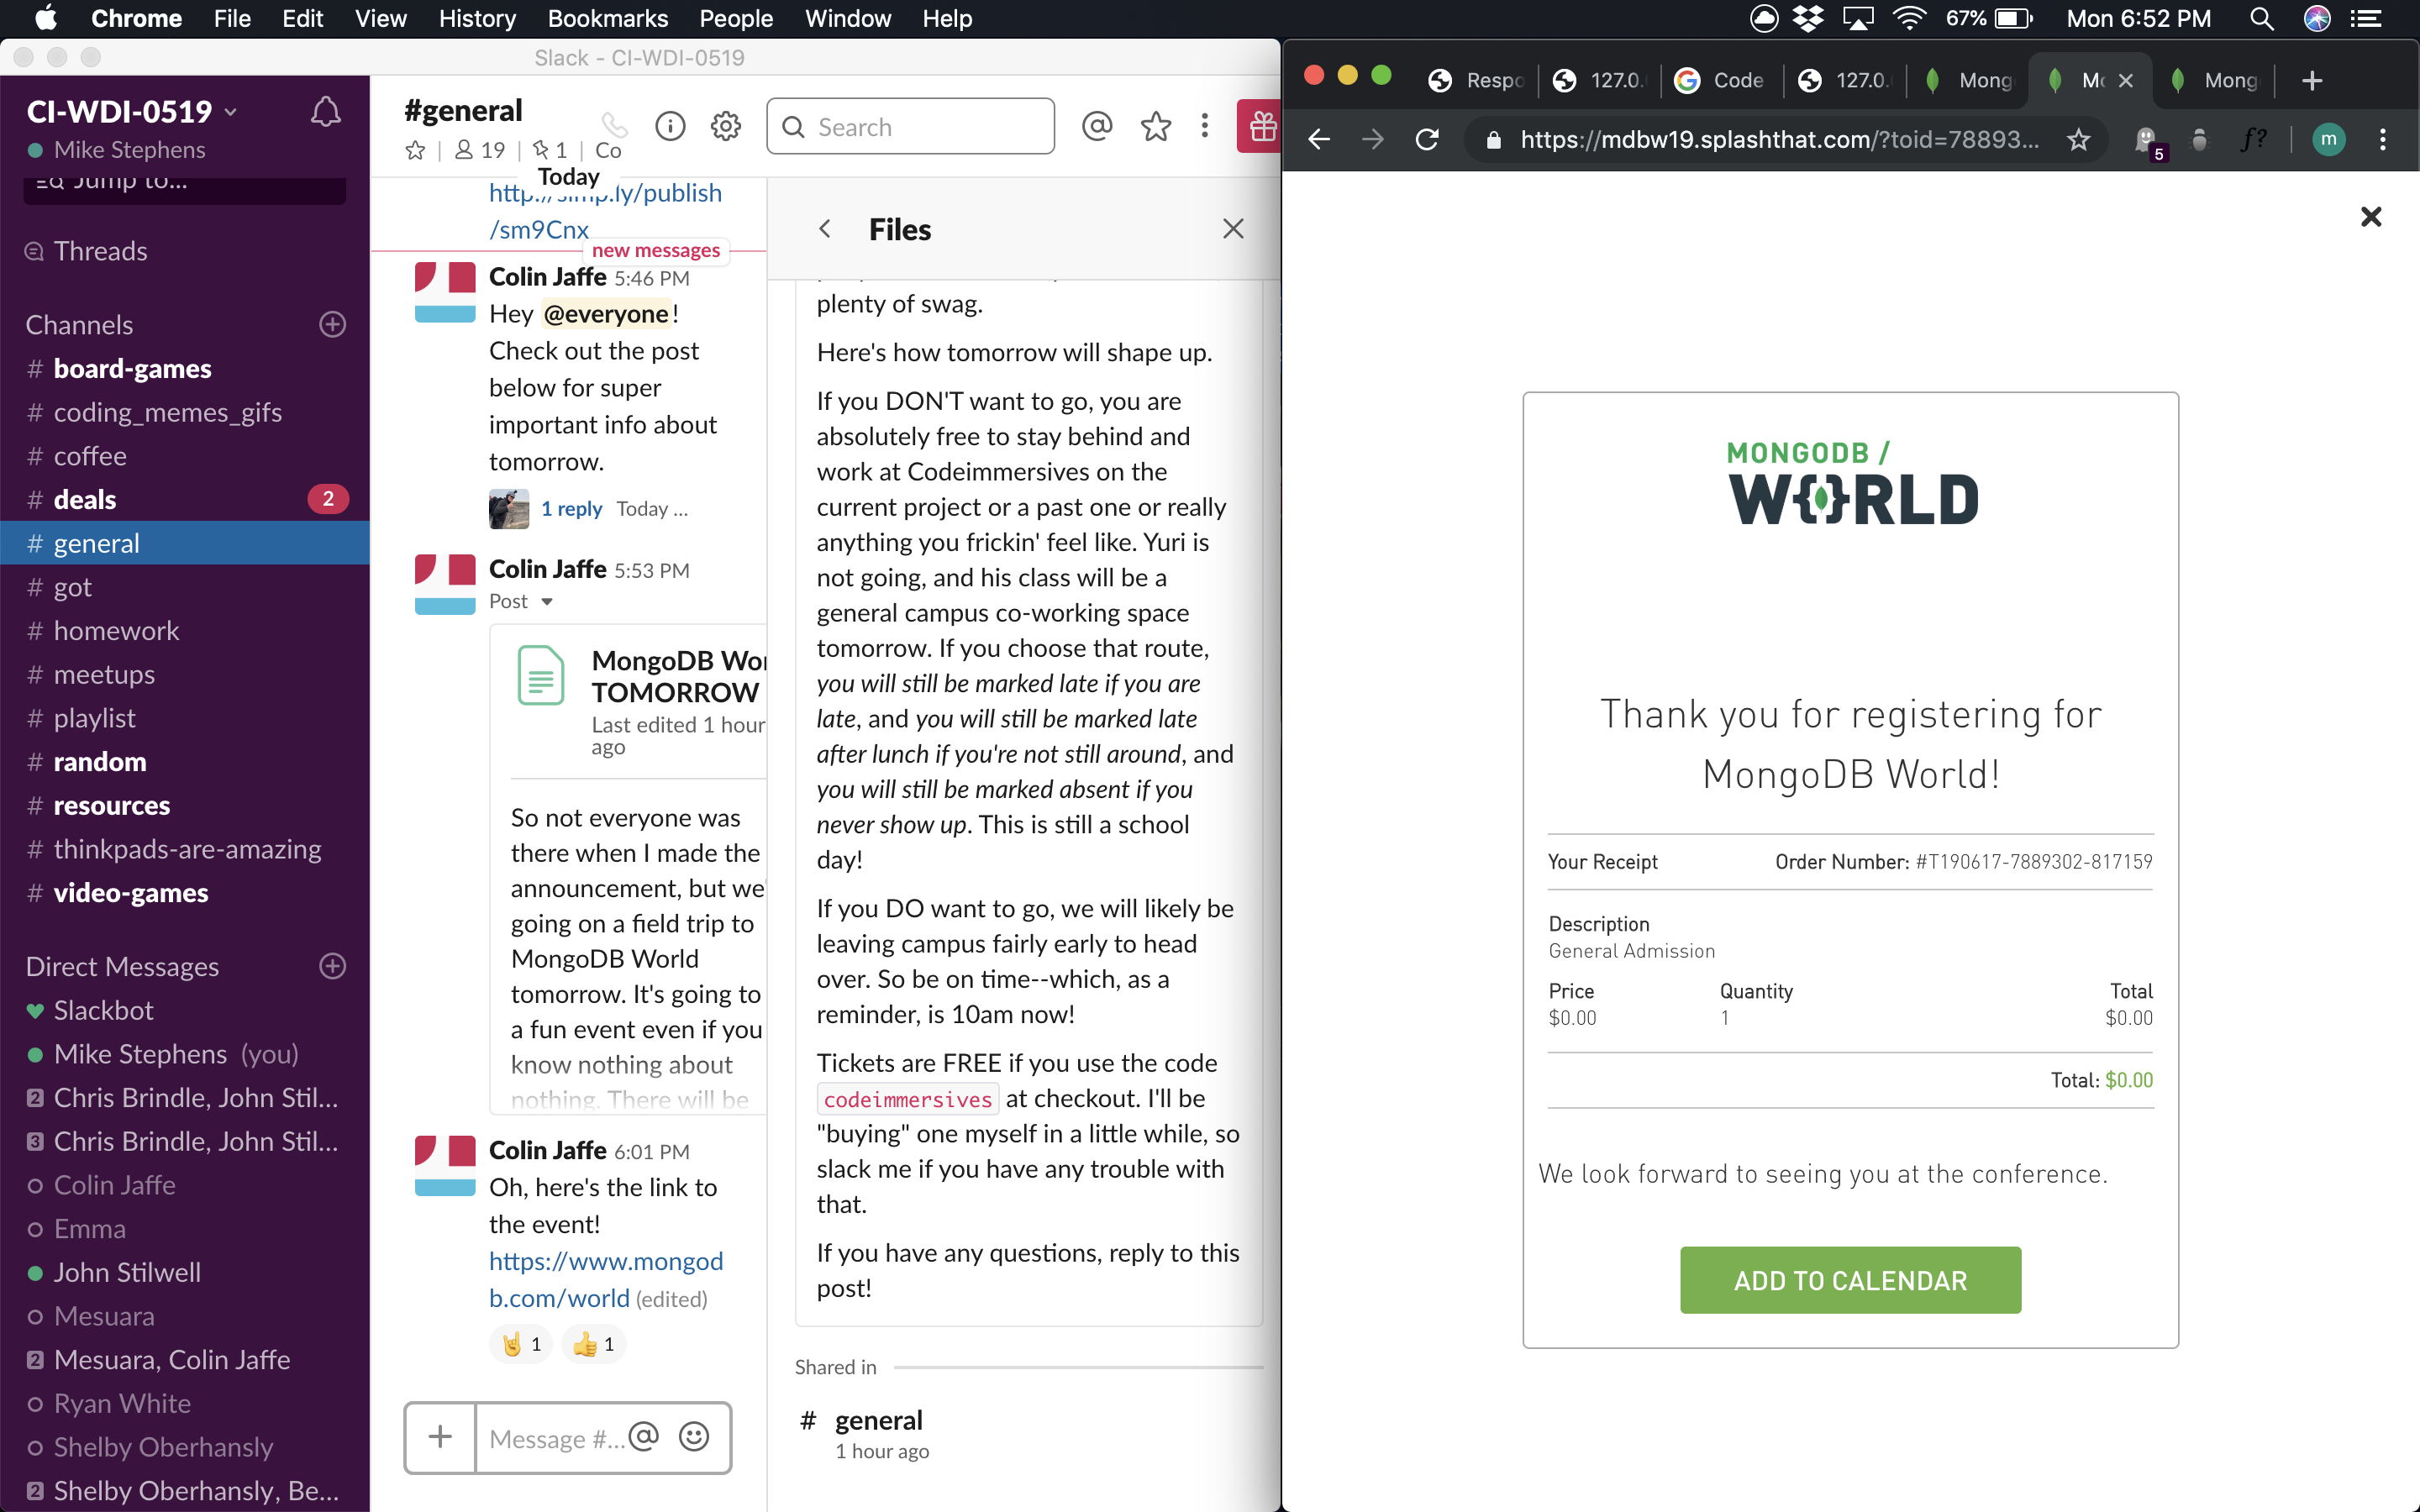 Chrome File Edit View History Bookmarks People Window Help
67% Mon 6:52 PM
Slack - CI-WDI-0519
CI-WDI-0519
Mike Stephens
Jump to...
Threads
Channels
# board-games
# coding_memes_gifs
# coffee
# deals 2
# general
# got
# homework
# meetups
# playlist
# random
# resources
# thinkpads-are-amazing
# video-games
Direct Messages
Slackbot
Mike Stephens (you)
2 Chris Brindle, John Stil...
3 Chris Brindle, John Stil...
Colin Jaffe
Emma
John Stilwell
Mesuara
2 Mesuara, Colin Jaffe
Ryan White
Shelby Oberhansly
2 Shelby Oberhansly, Be...
#general
19 | 1 | Co
Search
Today
http://simp.ly/publish
/sm9Cnx
new messages
Colin Jaffe 5:46 PM
Hey @everyone!
Check out the post
below for super
important info about
tomorrow.
1 reply Today ...
Colin Jaffe 5:53 PM
Post
MongoDB Wor
TOMORROW
Last edited 1 hour
ago
So not everyone was
there when I made the
announcement, but we'
going on a field trip to
MongoDB World
tomorrow. It's going to
a fun event even if you
know nothing about
nothing. There will be
Colin Jaffe 6:01 PM
Oh, here's the link to
the event!
https://www.mongod
b.com/world (edited)
1 1
Message #...
Files
plenty of swag.
Here's how tomorrow will shape up.
If you DON'T want to go, you are
absolutely free to stay behind and
work at Codeimmersives on the
current project or a past one or really
anything you frickin' feel like. Yuri is
not going, and his class will be a
general campus co-working space
tomorrow. If you choose that route,
you will still be marked late if you are
late, and you will still be marked late
after lunch if you're not still around, and
you will still be marked absent if you
never show up. This is still a school
day!
If you DO want to go, we will likely be
leaving campus fairly early to head
over. So be on time--which, as a
reminder, is 10am now!
Tickets are FREE if you use the code
codeimmersives at checkout. I'll be
"buying" one myself in a little while, so
slack me if you have any trouble with
that.
If you have any questions, reply to this
post!
Shared in
# general
1 hour ago
Respo 127.0. Code 127.0. Mong Mo Mong
https://mdbw19.splashthat.com/?toid=78893...
5 f? m
MONGODB /
W{}RLD
Thank you for registering for
MongoDB World!
Your Receipt Order Number: #T190617-7889302-817159
Description
General Admission
Price Quantity Total
$0.00 1 $0.00
Total: $0.00
We look forward to seeing you at the conference.
ADD TO CALENDAR